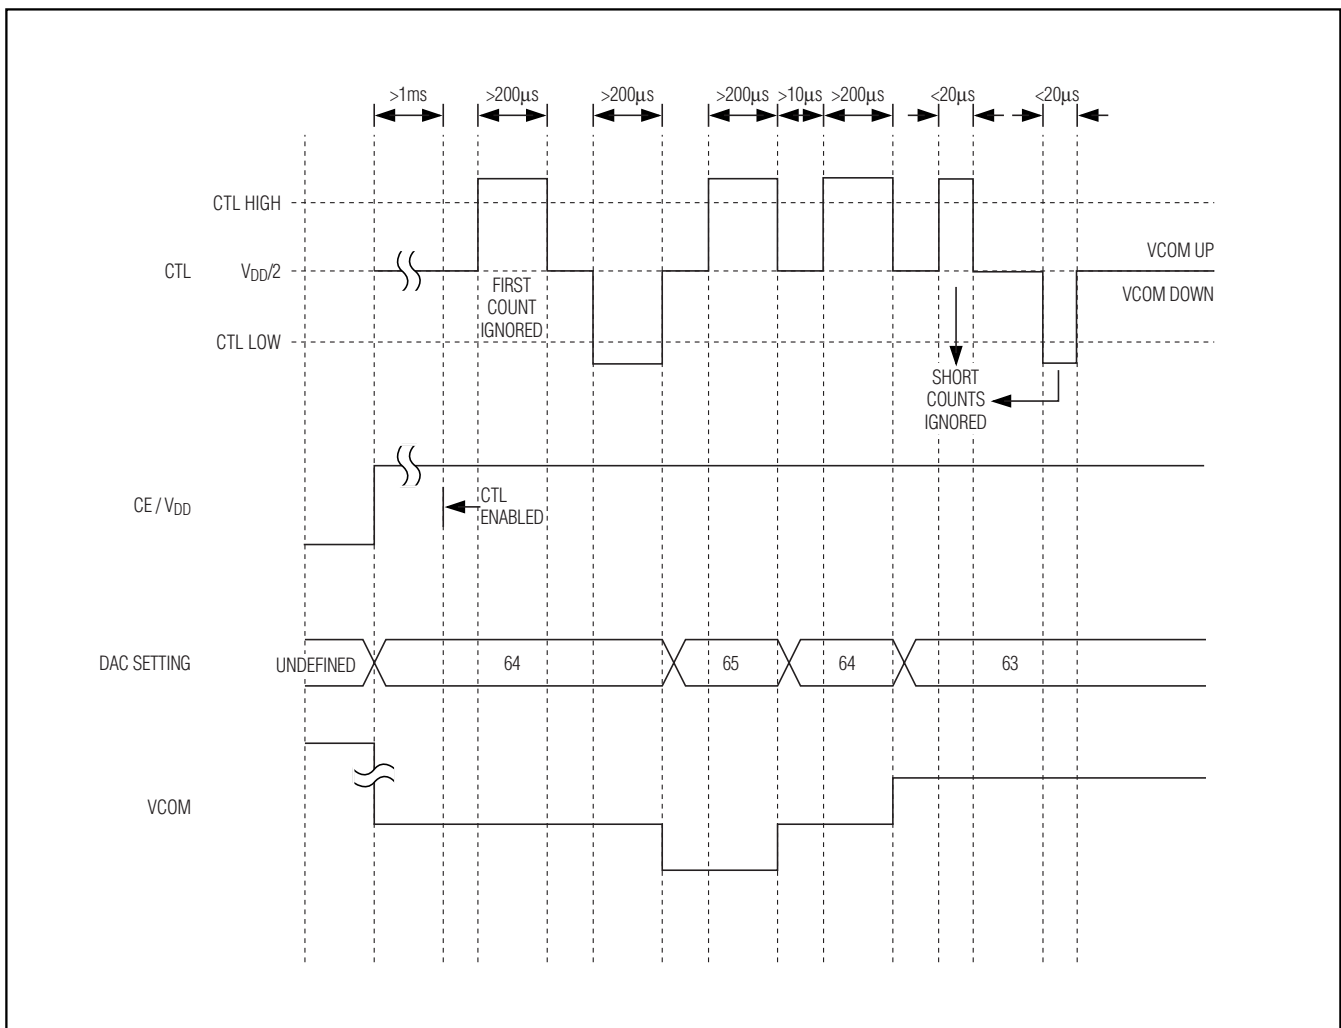 >1ms >200µs >200µs >200µs >10µs >200µs <20µs <20µs
CTL HIGH
VCOM UP
CTL VDD/2
FIRST
COUNT
IGNORED
VCOM DOWN
CTL LOW
SHORT
COUNTS
IGNORED
CE / VDD
CTL
ENABLED
DAC SETTING UNDEFINED 64 65 64 63
VCOM